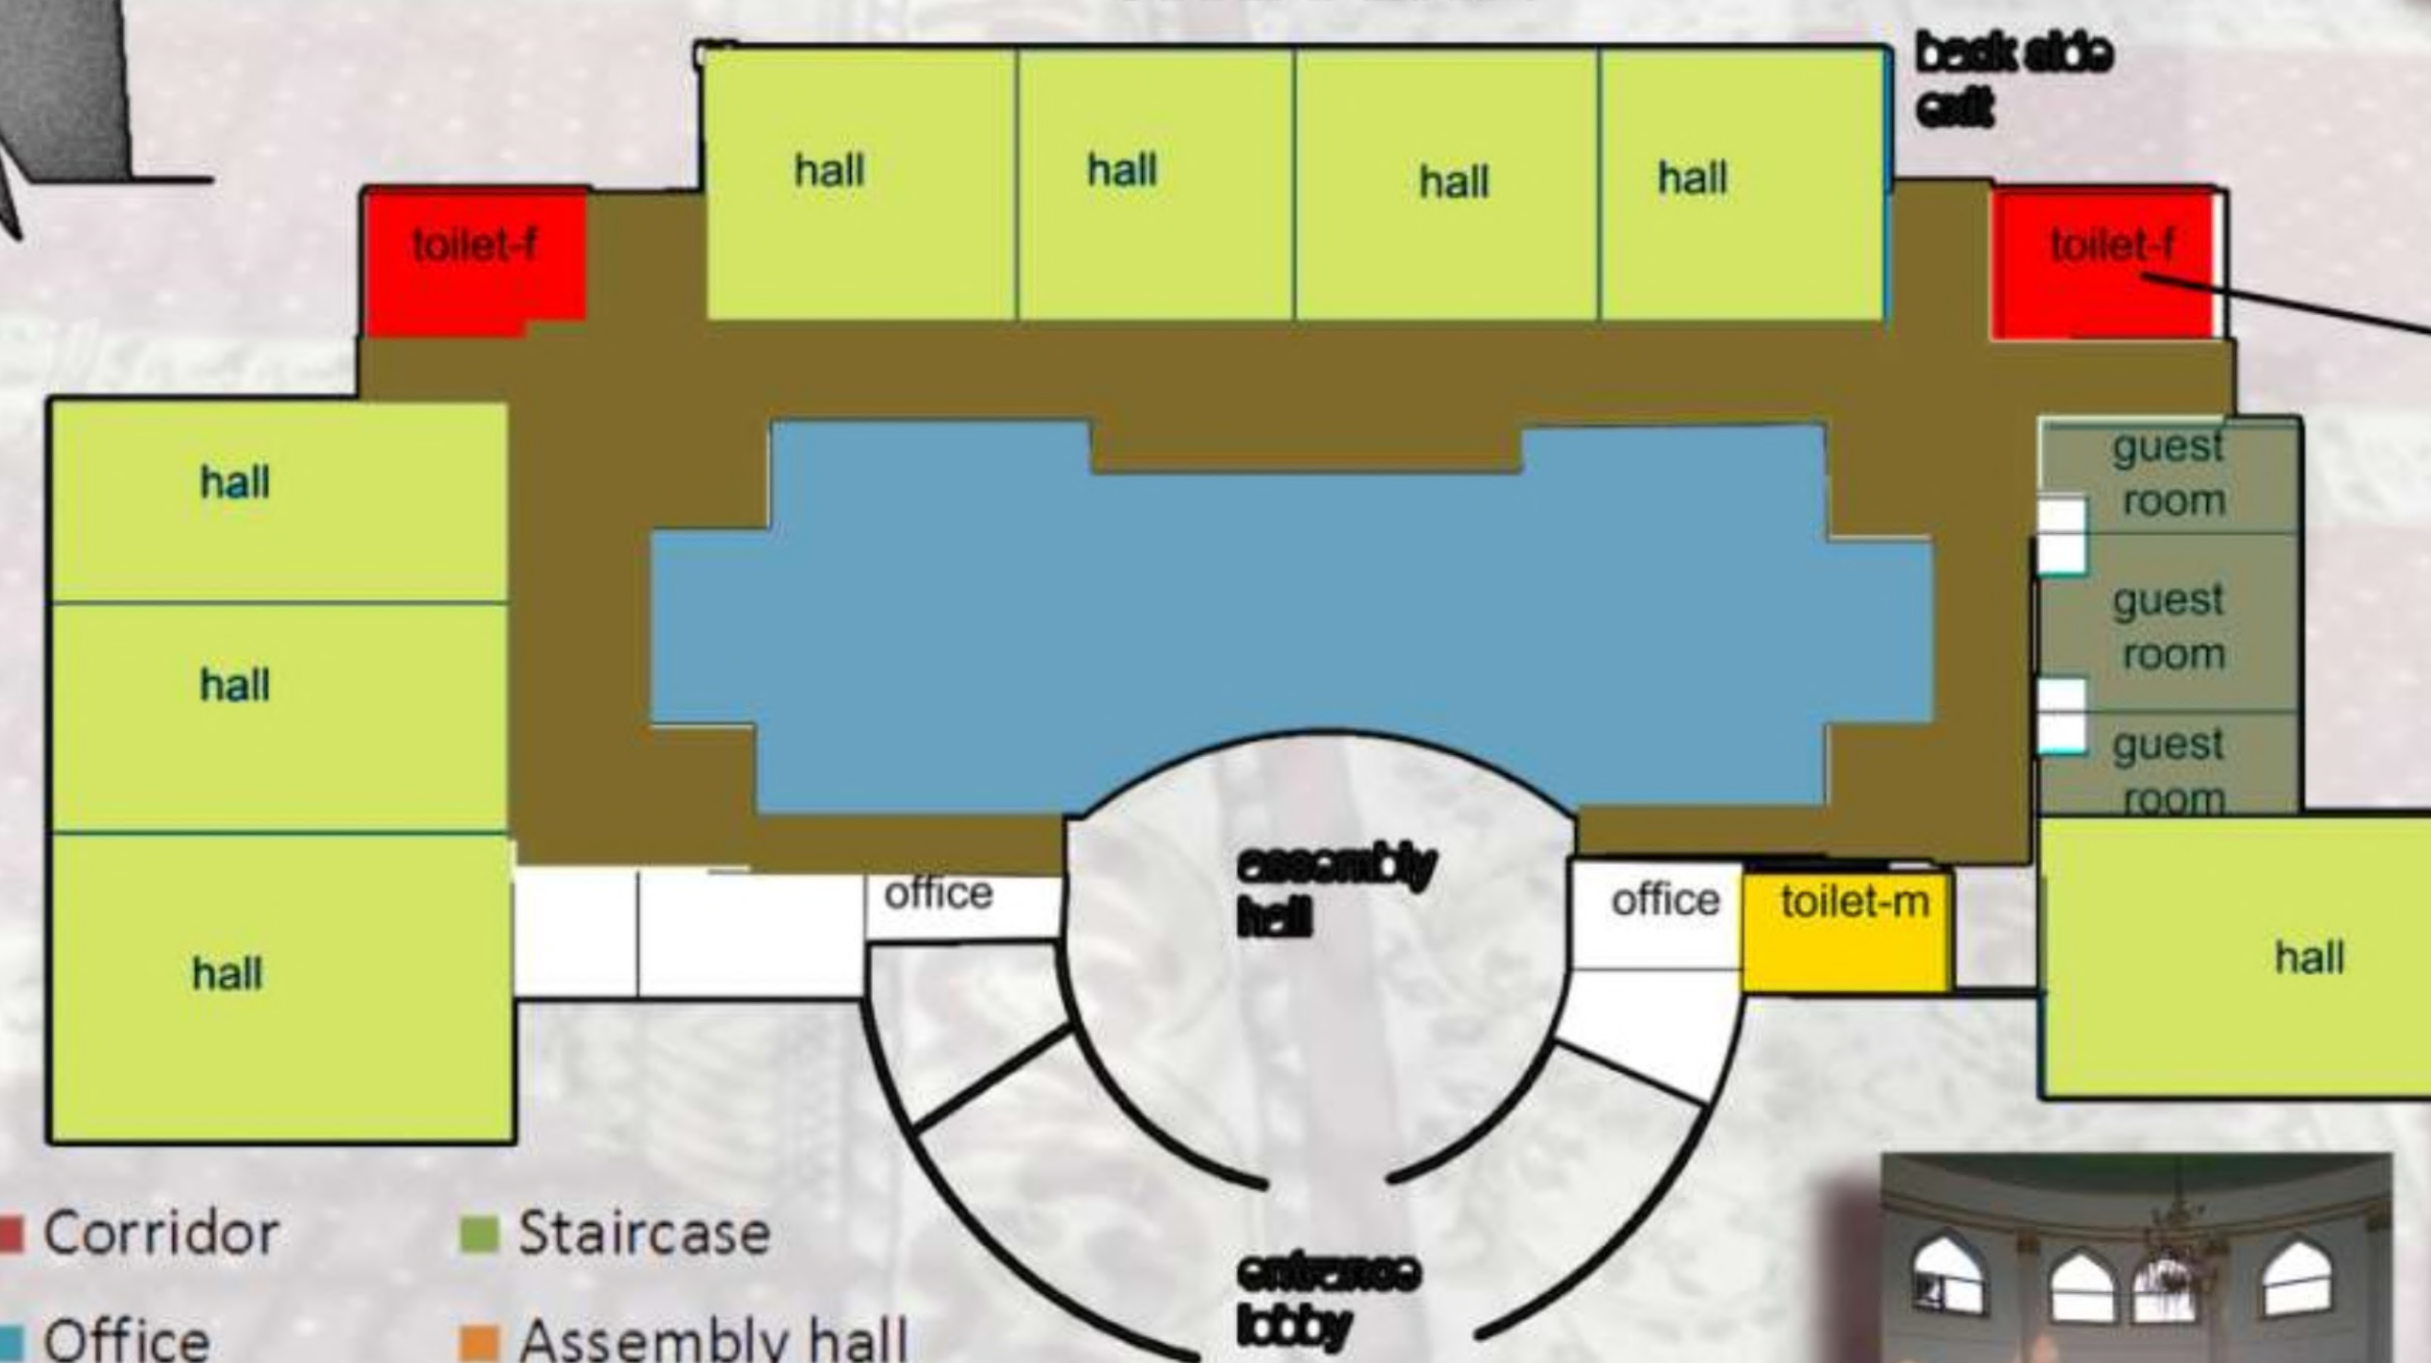 back side
exit
hall
hall
hall
hall
toilet-f
toilet-f
hall
guest
room
hall
guest
room
guest
room
assembly
hall
office
office
toilet-m
hall
hall
entrance
lobby
Corridor
Staircase
Office
Assembly hall